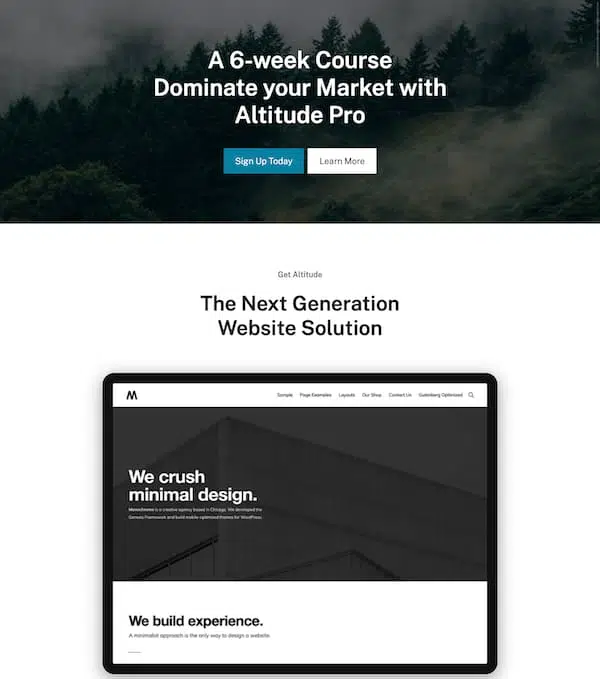 A 6-week Course
Dominate your Market with
Altitude Pro
Sign Up Today
Learn More
Get Altitude
The Next Generation
Website Solution
M
Sample Page Examples Layouts Our Shop Contact Us Gutenberg Optimized
We crush
minimal design.
Monochrome is a creative agency based in Chicago. We developed the
Genesis Framework and build mobile-optimized themes for WordPress.
We build experience.
A minimalist approach is the only way to design a website.